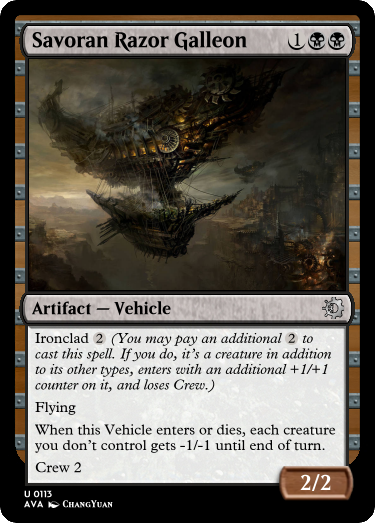 Savoran Razor Galleon 1
Artifact — Vehicle
Ironclad 2 (You may pay an additional 2 to
cast this spell. If you do, it's a creature in addition
to its other types, enters with an additional +1/+1
counter on it, and loses Crew.)
Flying
When this Vehicle enters or dies, each creature
you don't control gets -1/-1 until end of turn.
Crew 2
2/2
U 0113
AVA ChangYuan